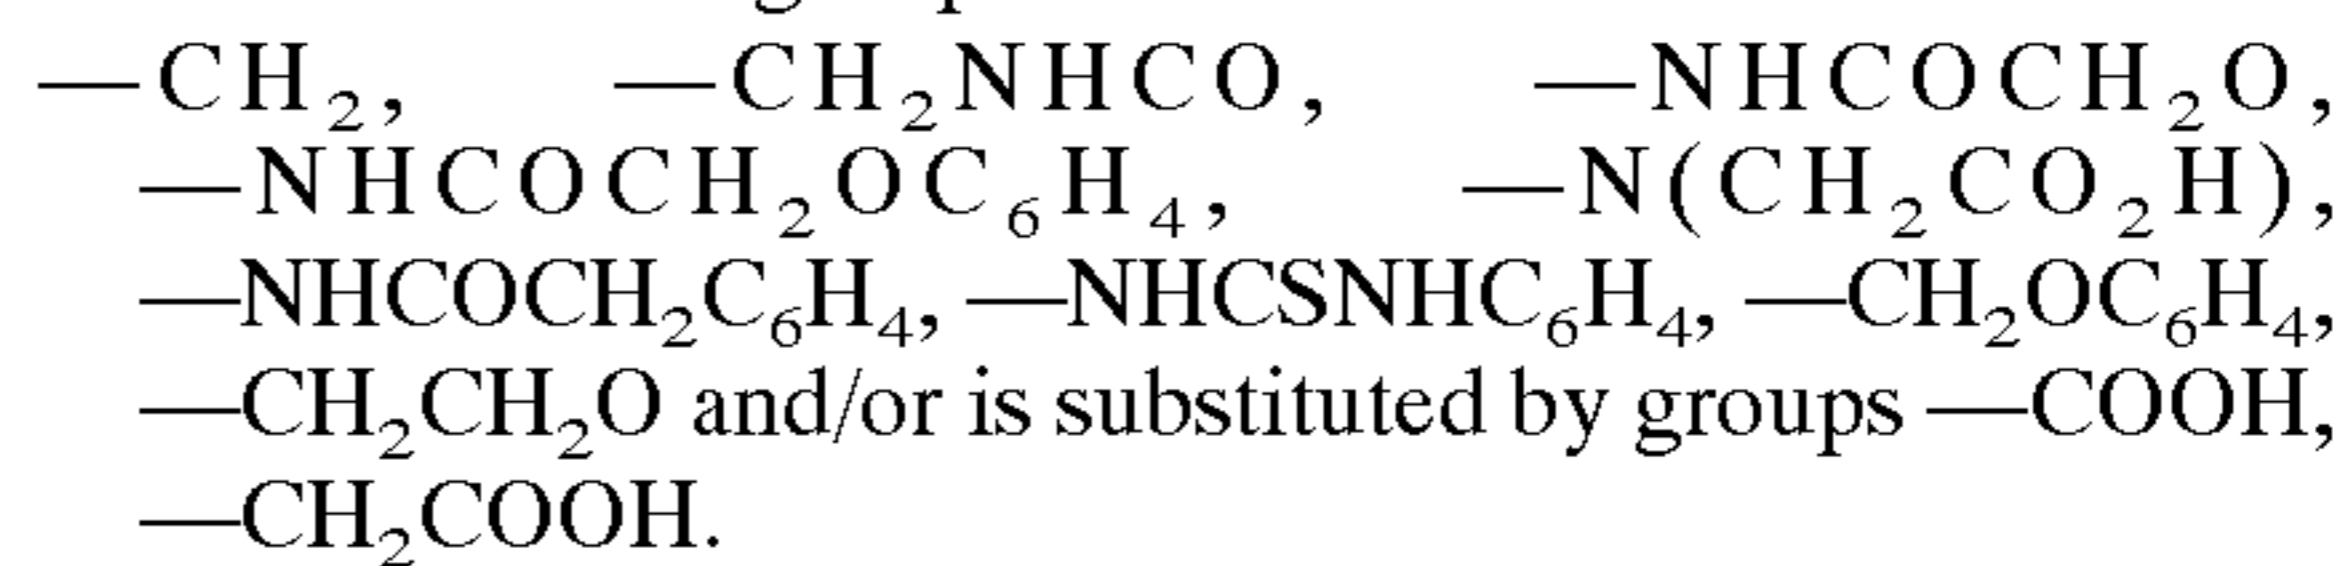 —CH₂, —CH₂NHCO, —NHCOCH₂O,
—NHCOCH₂OC₆H₄, —N(CH₂CO₂H),
—NHCOCH₂C₆H₄, —NHCSNHC₆H₄, —CH₂OC₆H₄,
—CH₂CH₂O and/or is substituted by groups —COOH,
—CH₂COOH.